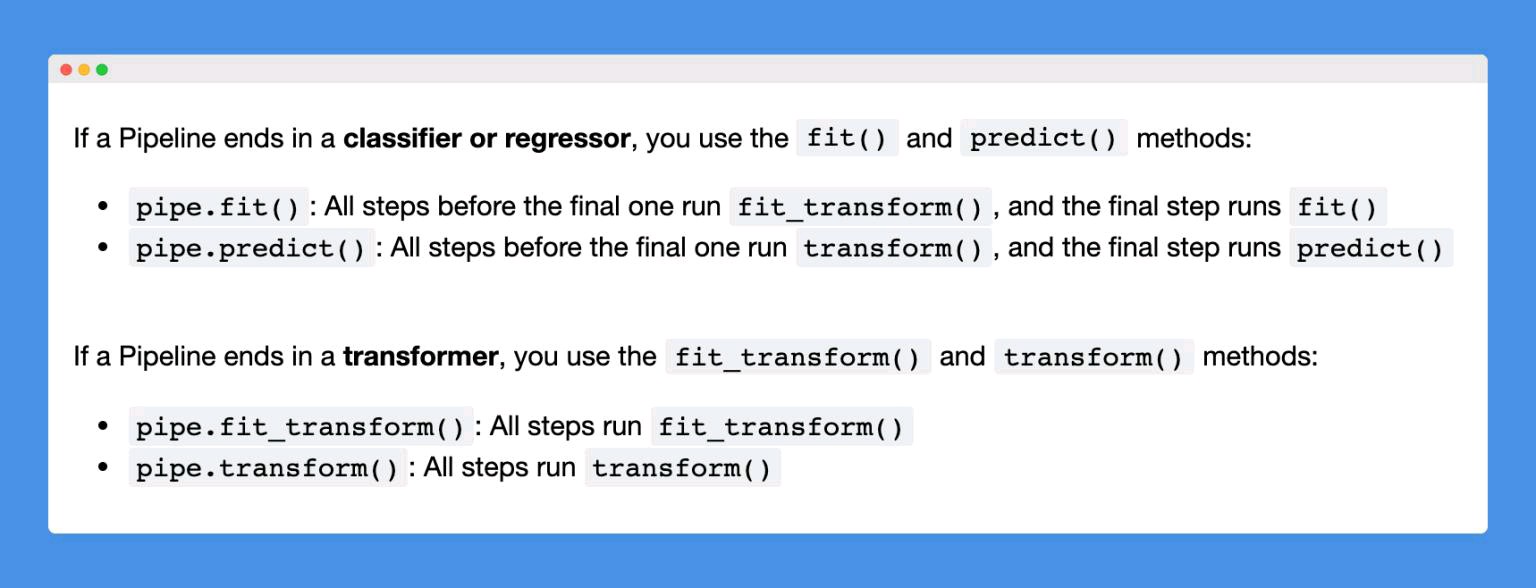 If a Pipeline ends in a classifier or regressor, you use the fit() and predict() methods:
• pipe.fit(): All steps before the final one run fit_transform(), and the final step runs fit()
• pipe.predict(): All steps before the final one run transform(), and the final step runs predict()
If a Pipeline ends in a transformer, you use the fit_transform() and transform() methods:
• pipe.fit_transform(): All steps run fit_transform()
• pipe.transform(): All steps run transform()